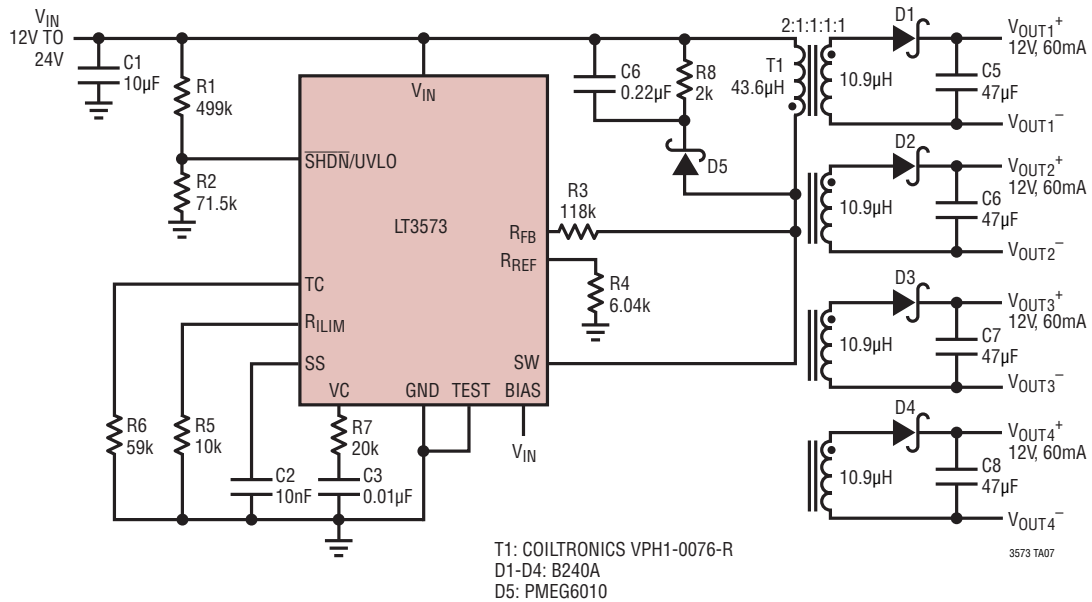 VIN
12V TO
24V
C1
10µF
R1
499k
R2
71.5k
VIN
SHDN/UVLO
LT3573
RFB
RREF
TC
RILIM
SS
SW
VC
GND
TEST
BIAS
VIN
C6
0.22µF
R8
2k
D5
R3
118k
R4
6.04k
R6
59k
R5
10k
C2
10nF
R7
20k
C3
0.01µF
2:1:1:1:1
T1
43.6µH
10.9µH
D1
C5
47µF
VOUT1+
12V, 60mA
VOUT1–
10.9µH
D2
C6
47µF
VOUT2+
12V, 60mA
VOUT2–
10.9µH
D3
C7
47µF
VOUT3+
12V, 60mA
VOUT3–
10.9µH
D4
C8
47µF
VOUT4+
12V, 60mA
VOUT4–
T1: COILTRONICS VPH1-0076-R
D1-D4: B240A
D5: PMEG6010
3573 TA07